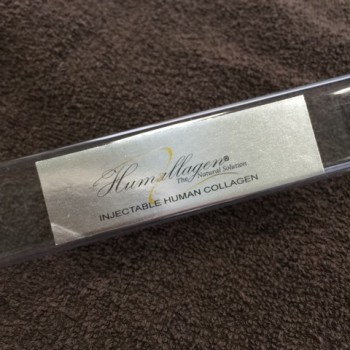 Humallagen®
The Natural Solution
INJECTABLE HUMAN COLLAGEN